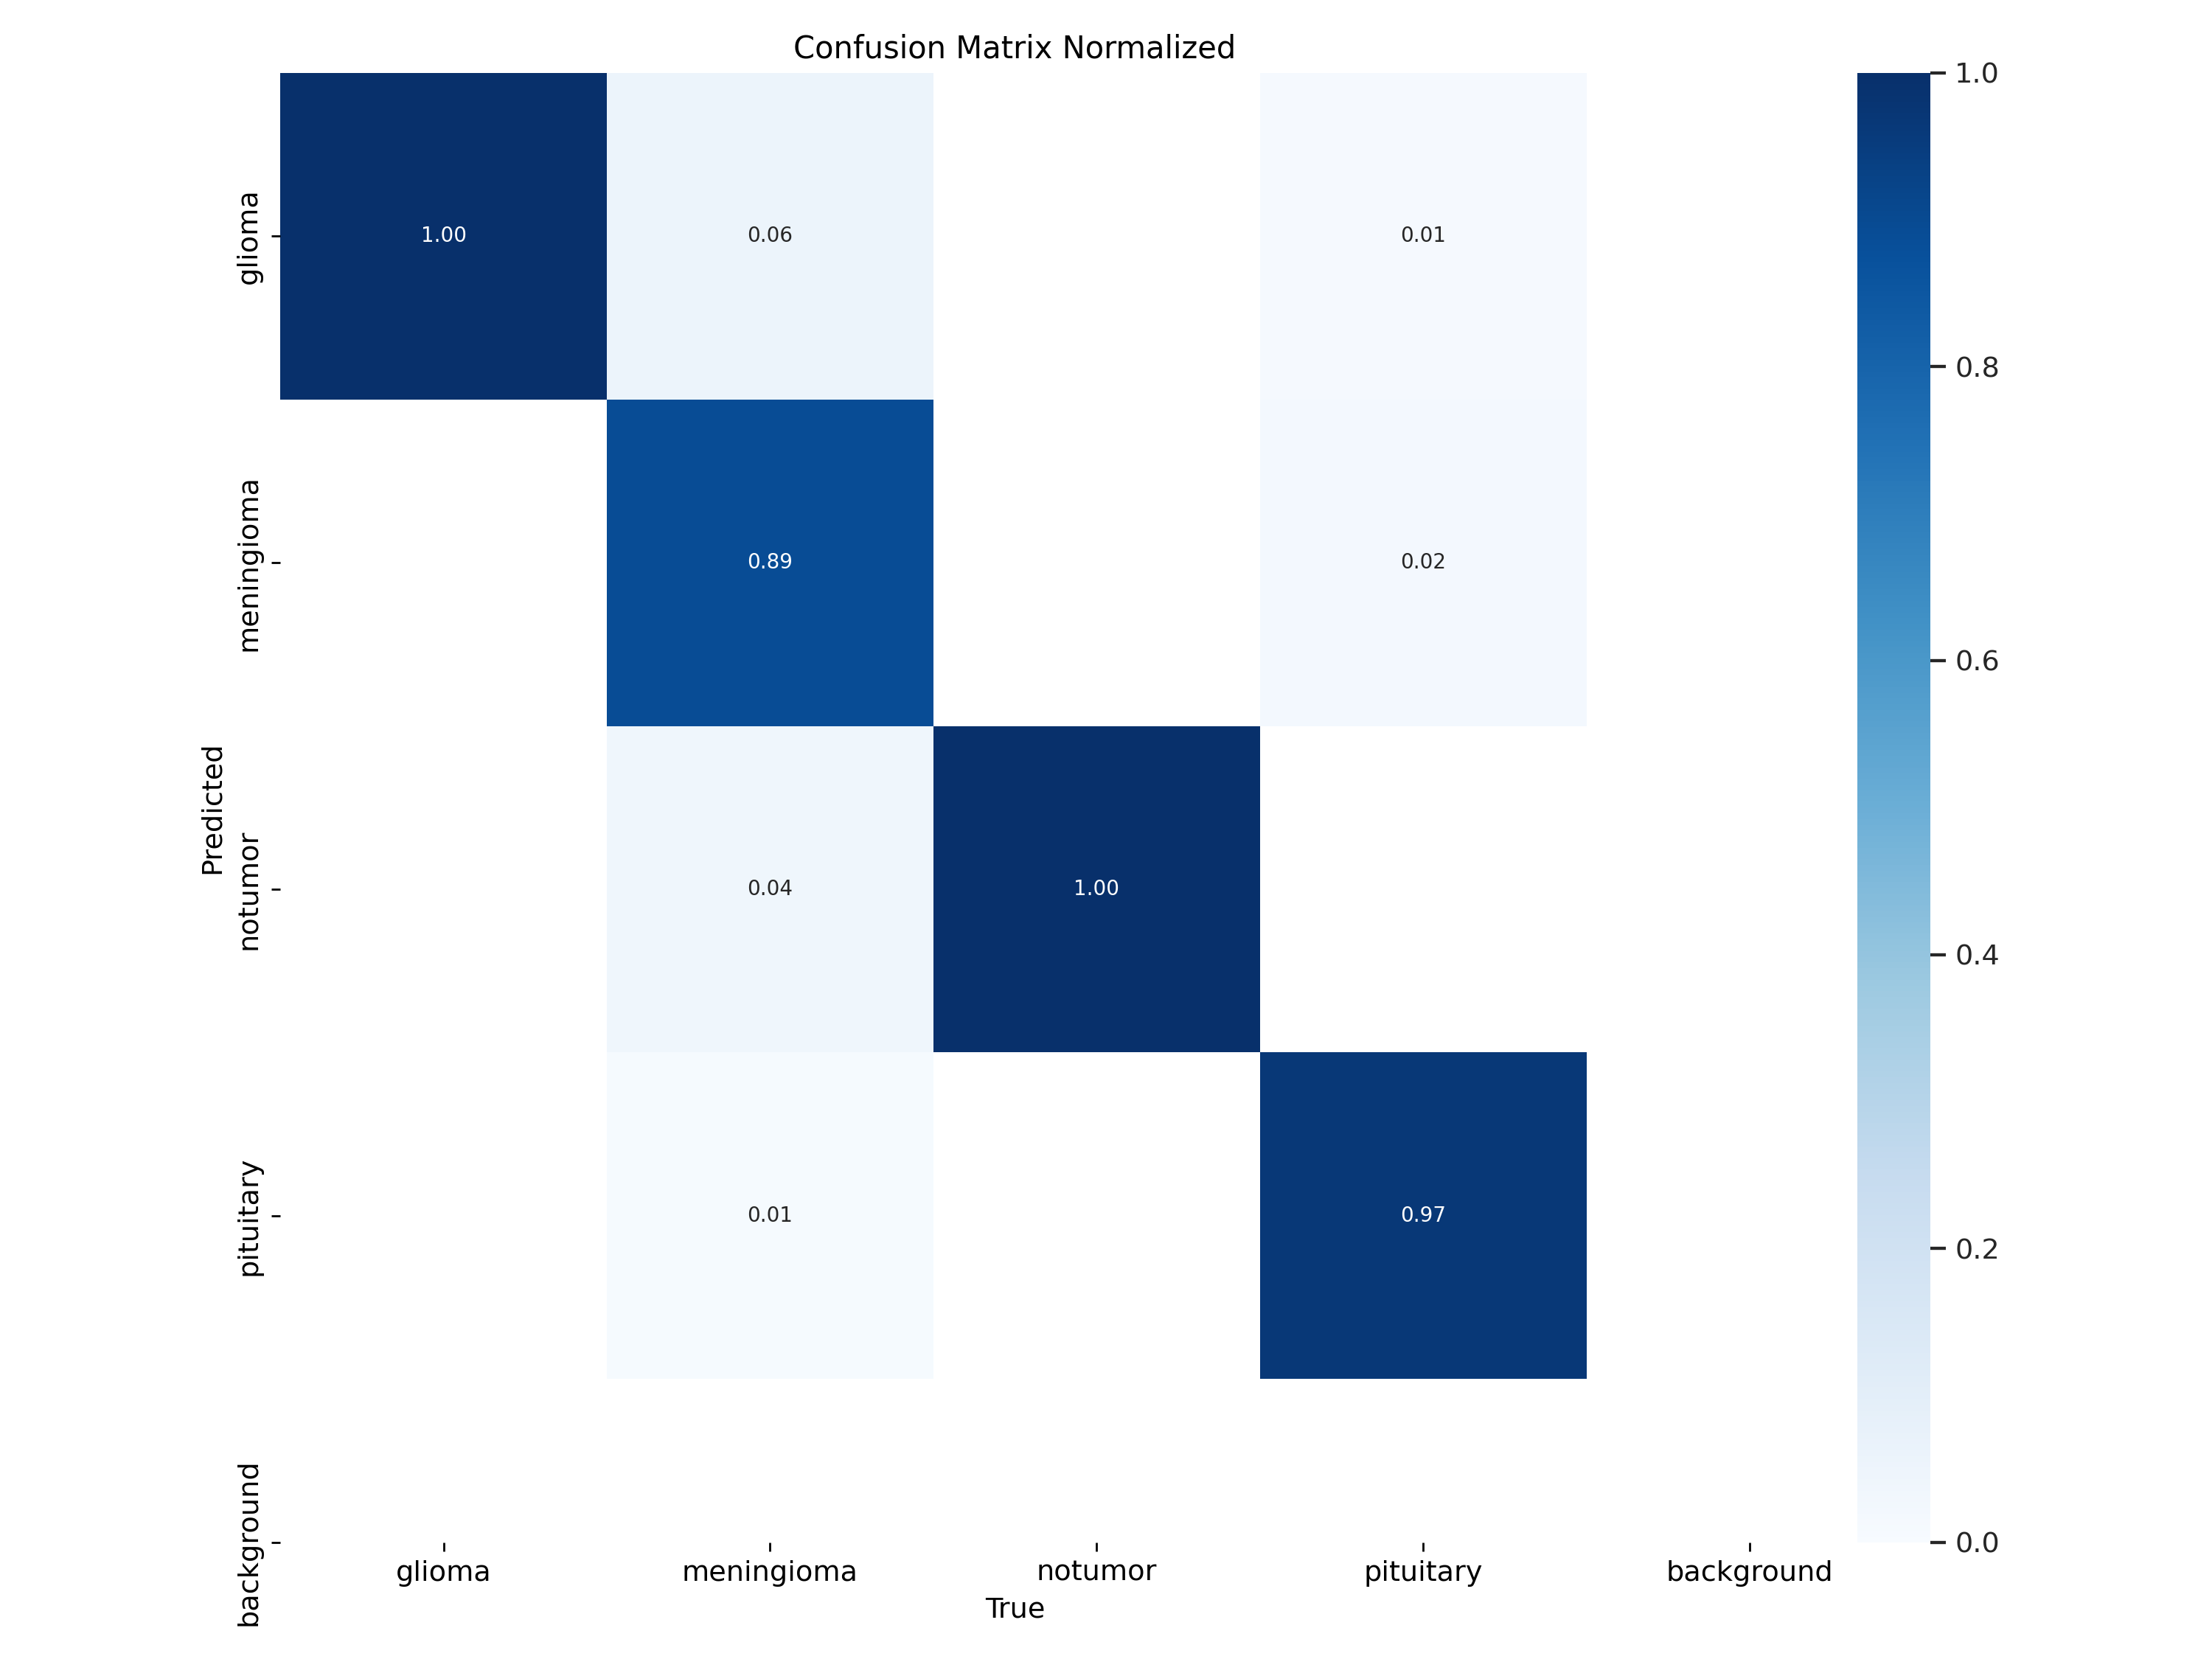 Confusion Matrix Normalized
1.0
glioma
1.00
0.06
0.01
0.8
meningioma
0.89
0.02
0.6
Predicted
notumor
0.04
1.00
0.4
pituitary
0.01
0.97
0.2
background
0.0
glioma
meningioma
notumor
pituitary
background
True